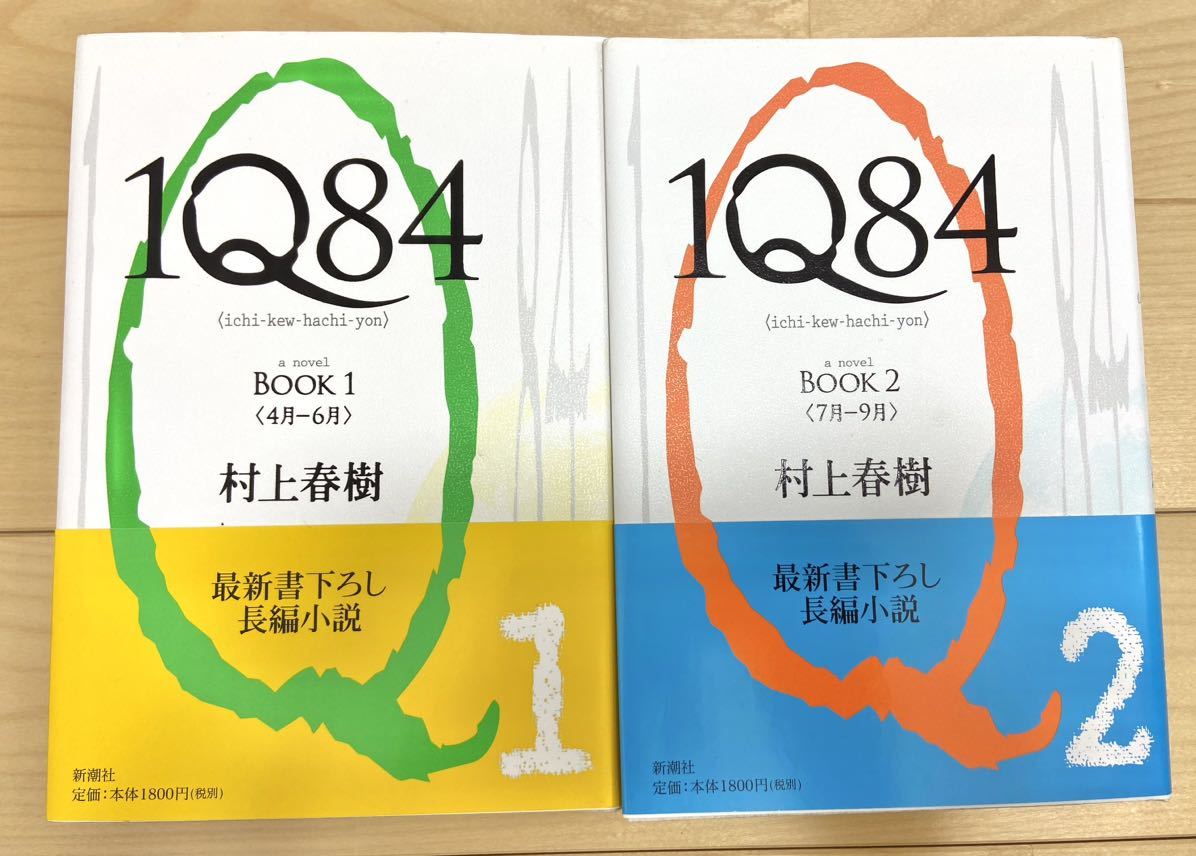 1Q84
〈ichi-kew-hachi-yon〉
a novel
BOOK 1
〈4月−6月〉
村上春樹
最新書下ろし
長編小説
1
新潮社
定価：本体1800円(税別)
1Q84
〈ichi-kew-hachi-yon〉
a novel
BOOK 2
〈7月−9月〉
村上春樹
最新書下ろし
長編小説
2
新潮社
定価：本体1800円(税別)